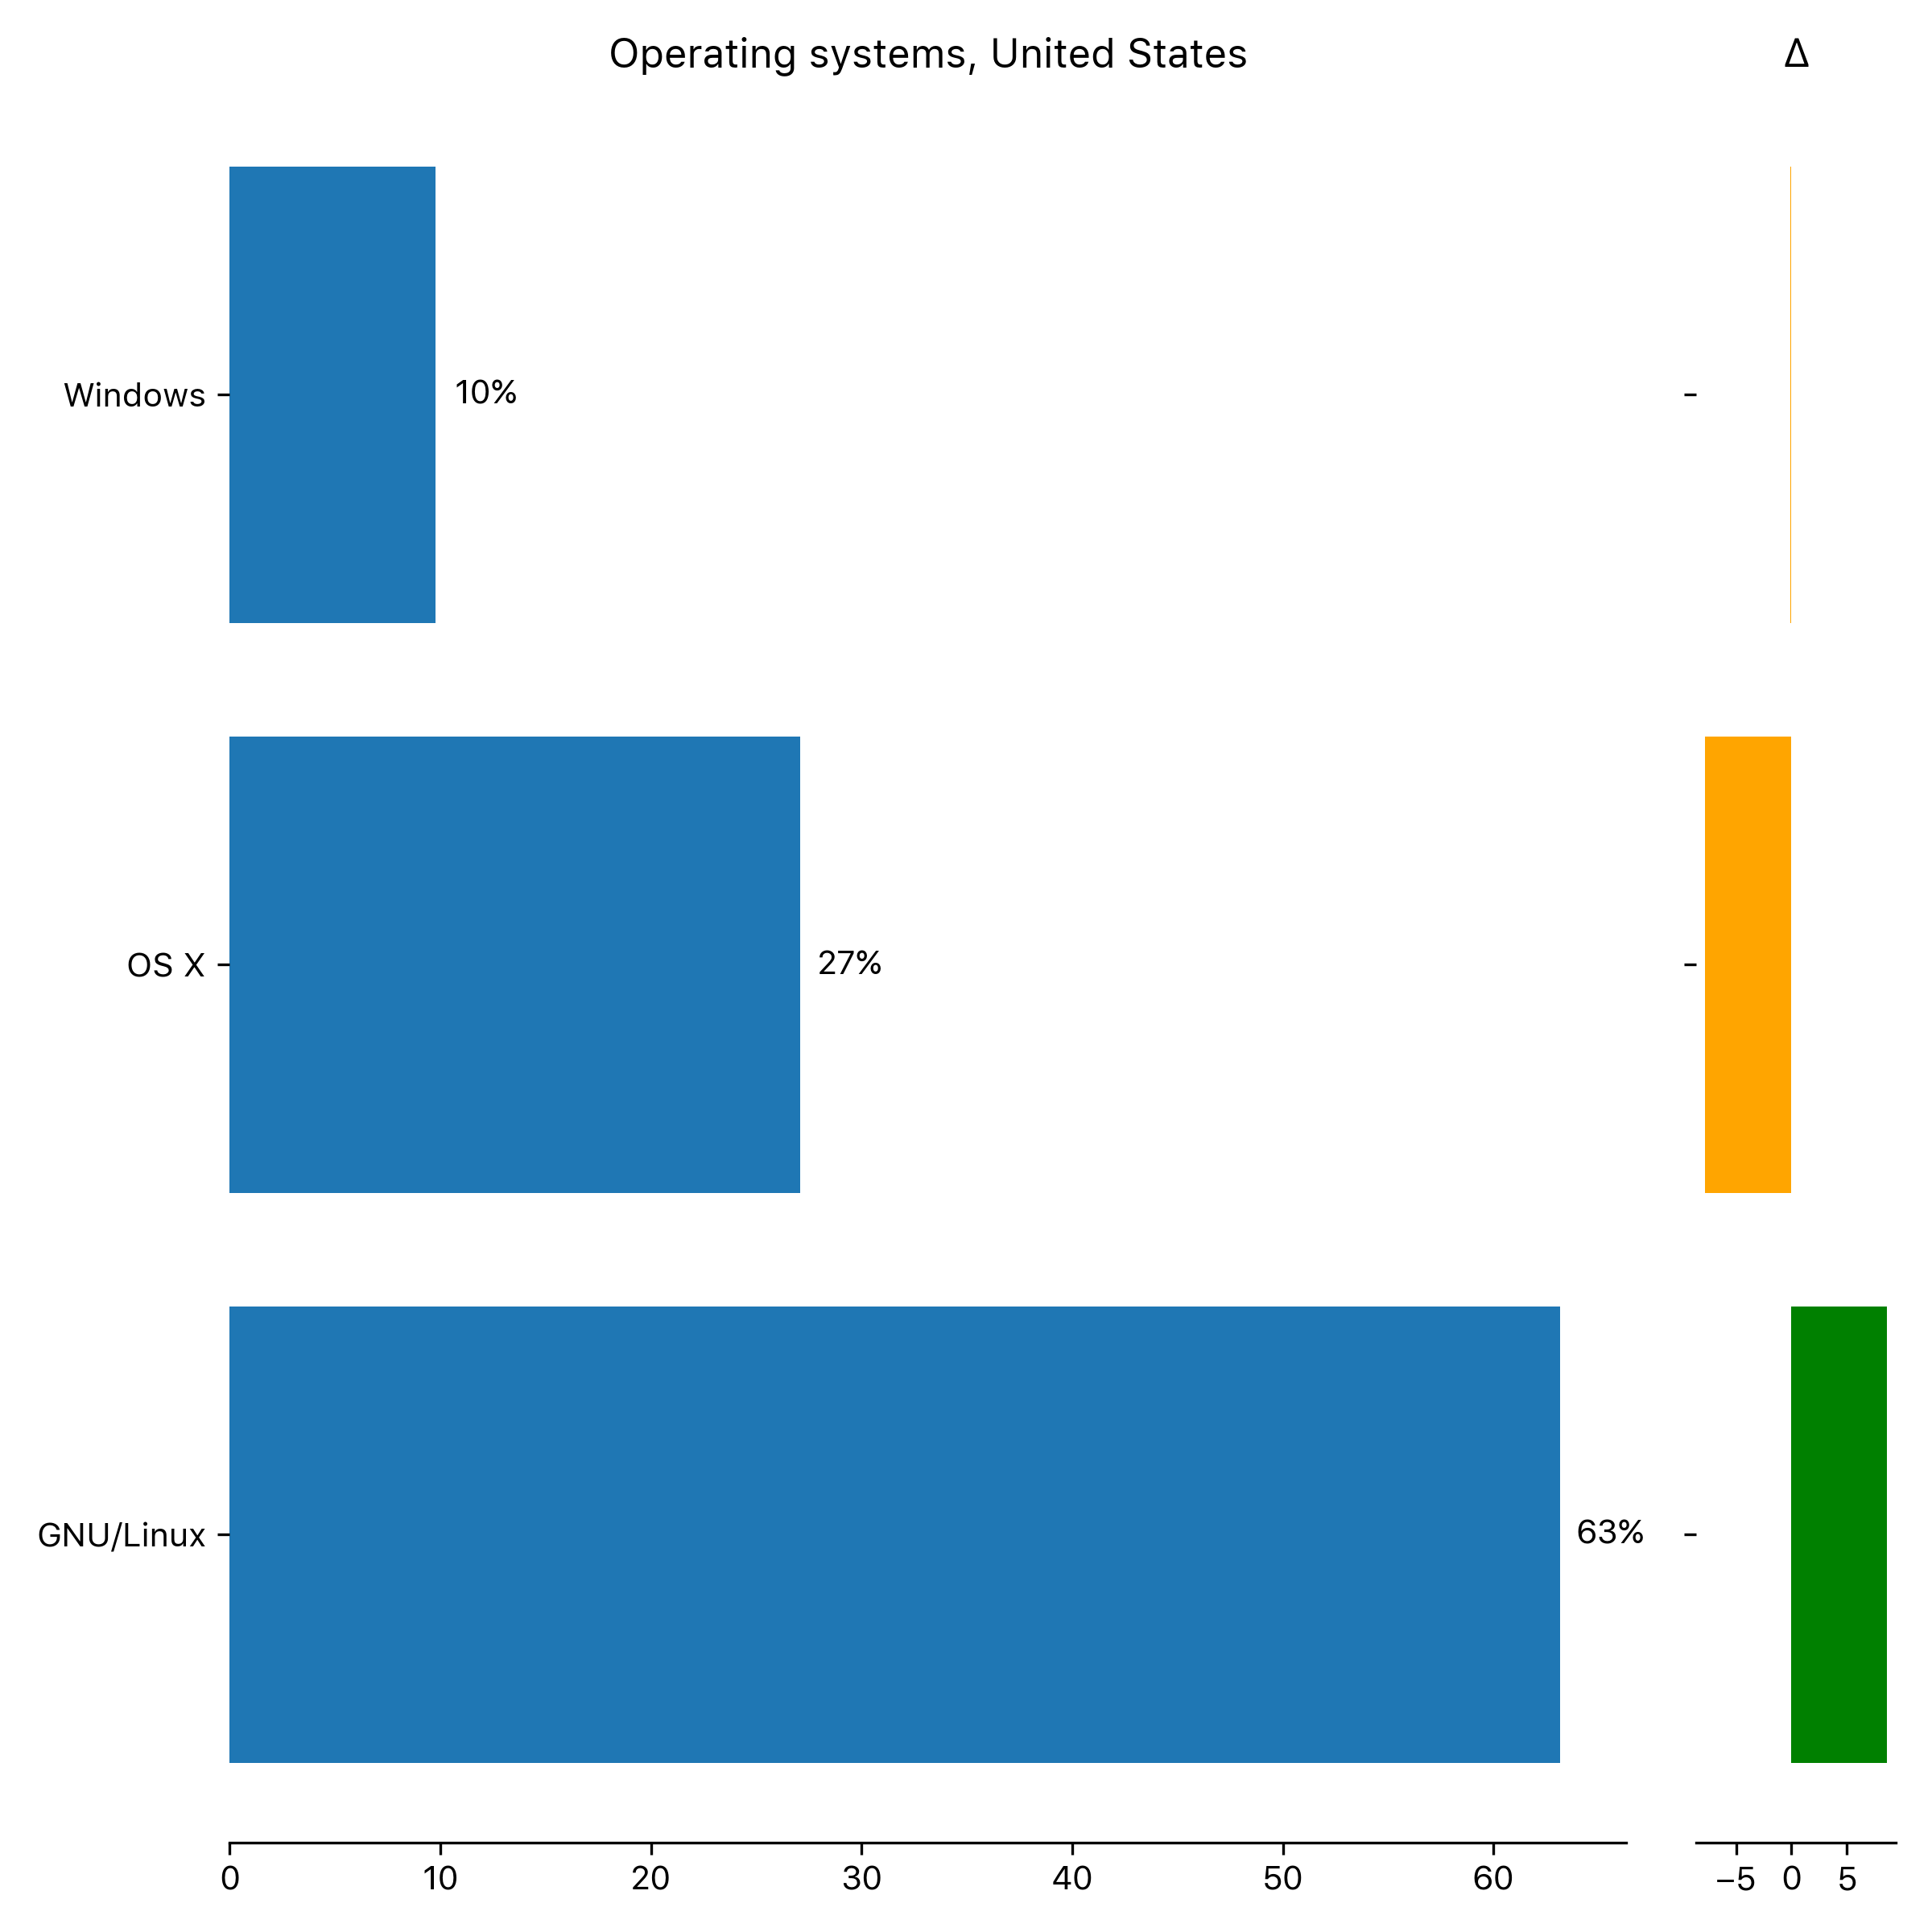 Operating systems, United States Δ
Windows 10%
OS X 27%
GNU/Linux 63%
0 10 20 30 40 50 60 −5 0 5